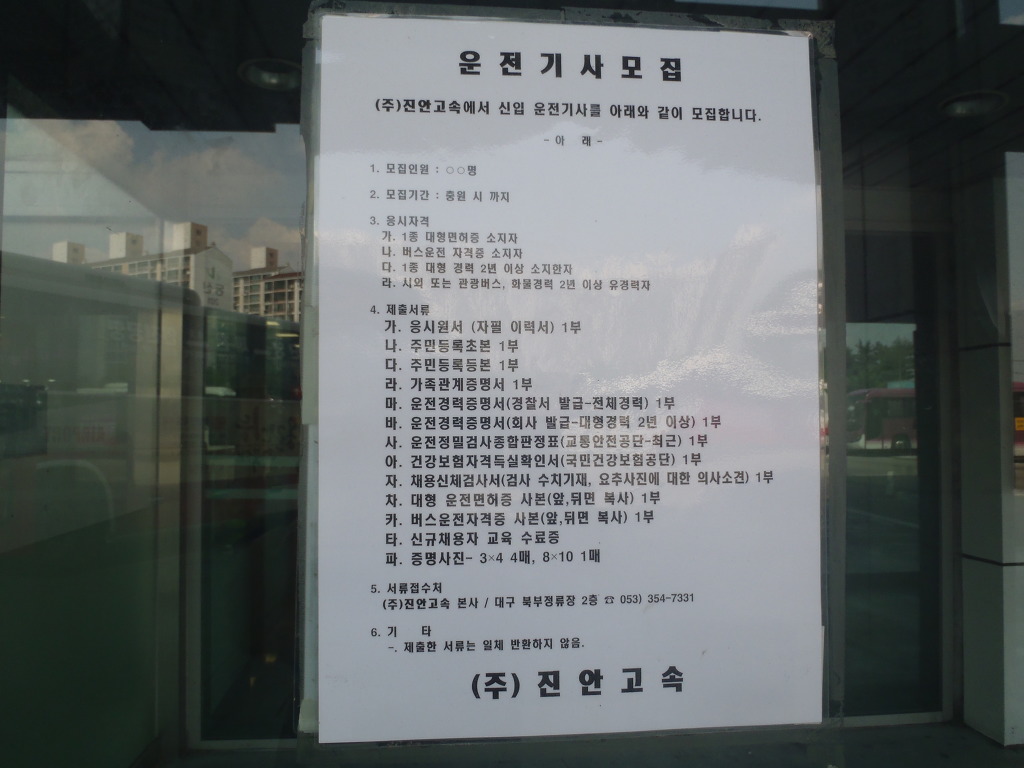 운전기사모집
(주)진안고속에서 신입 운전기사를 아래와 같이 모집합니다.
- 아 래 -
1. 모집인원 : ○○명
2. 모집기간 : 충원 시 까지
3. 응시자격
가. 1종 대형면허증 소지자
나. 버스운전 자격증 소지자
다. 1종 대형 경력 2년 이상 소지한자
라. 시외 또는 관광버스, 화물경력 2년 이상 유경력자
4. 제출서류
가. 응시원서 (자필 이력서) 1부
나. 주민등록초본 1부
다. 주민등록등본 1부
라. 가족관계증명서 1부
마. 운전경력증명서(경찰서 발급-전체경력) 1부
바. 운전경력증명서(회사 발급-대형경력 2년 이상) 1부
사. 운전정밀검사종합판정표(교통안전공단-최근) 1부
아. 건강보험자격득실확인서(국민건강보험공단) 1부
자. 채용신체검사서(검사 수치기재, 요추사진에 대한 의사소견) 1부
차. 대형 운전면허증 사본(앞,뒤면 복사) 1부
카. 버스운전자격증 사본(앞,뒤면 복사) 1부
타. 신규채용자 교육 수료증
파. 증명사진- 3×4 4매, 8×10 1매
5. 서류접수처
(주)진안고속 본사 / 대구 북부정류장 2층 ☎ 053) 354-7331
6. 기 타
-. 제출한 서류는 일체 반환하지 않음.
(주) 진안고속